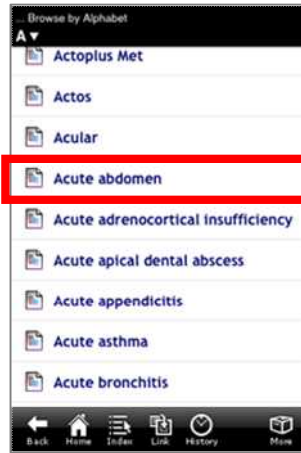 ... Browse by Alphabet
A ▾
Actoplus Met
Actos
Acular
Acute abdomen
Acute adrenocortical insufficiency
Acute apical dental abscess
Acute appendicitis
Acute asthma
Acute bronchitis
Back Home Index Link History More